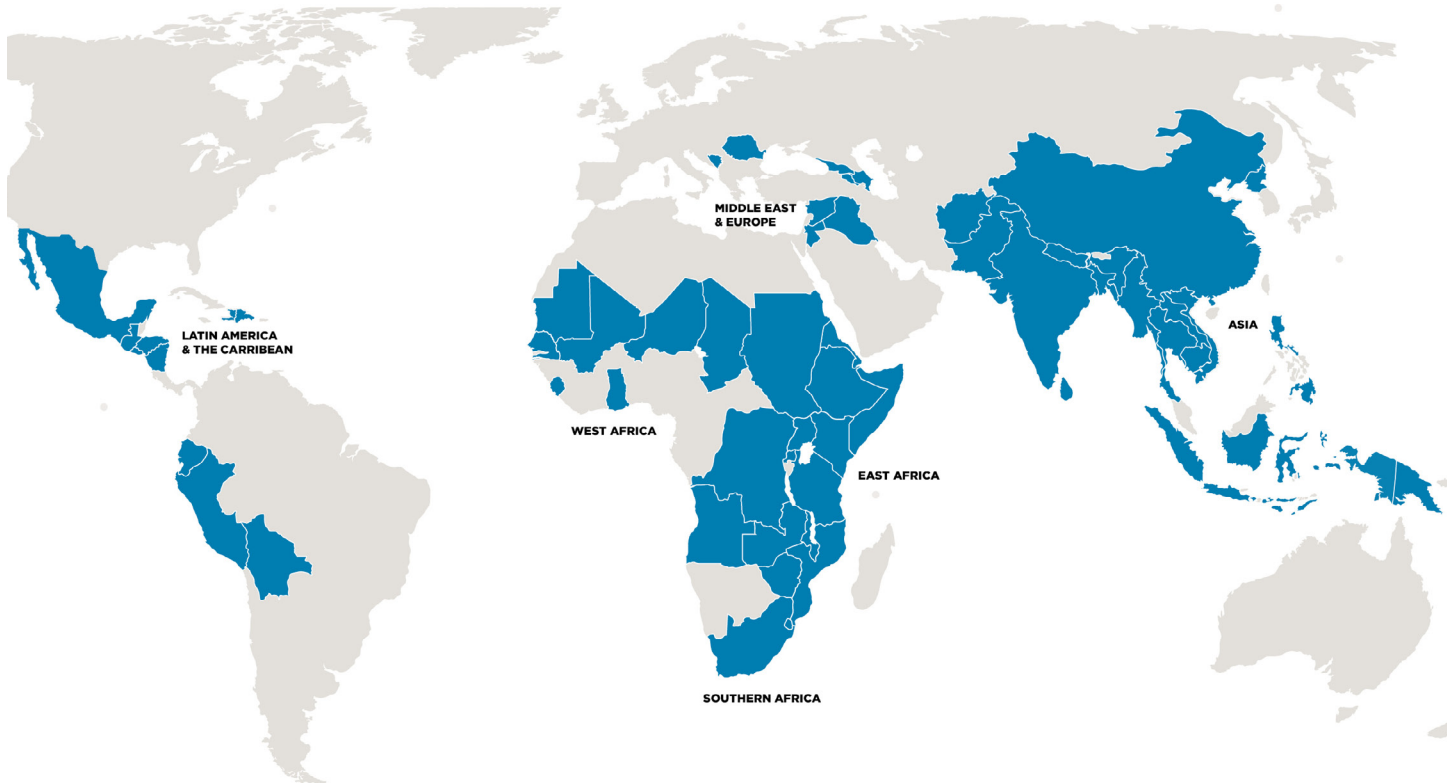 MIDDLE EAST
& EUROPE
LATIN AMERICA
& THE CARRIBEAN
ASIA
WEST AFRICA
EAST AFRICA
SOUTHERN AFRICA